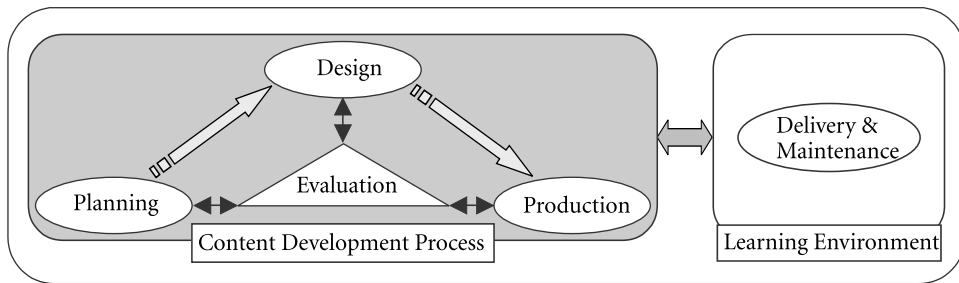 Design
Planning
Evaluation
Production
Content Development Process
Delivery &
Maintenance
Learning Environment